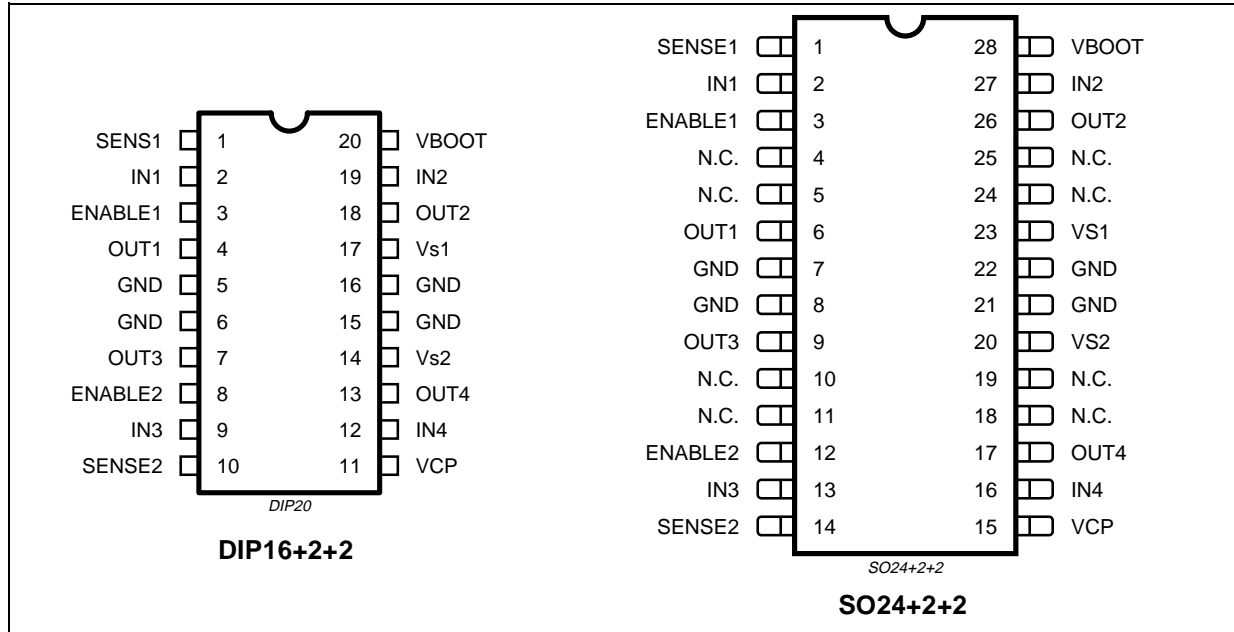 SENS1 1 20 VBOOT
IN1 2 19 IN2
ENABLE1 3 18 OUT2
OUT1 4 17 Vs1
GND 5 16 GND
GND 6 15 GND
OUT3 7 14 Vs2
ENABLE2 8 13 OUT4
IN3 9 12 IN4
SENSE2 10 11 VCP
DIP20
DIP16+2+2
SENSE1 1 28 VBOOT
IN1 2 27 IN2
ENABLE1 3 26 OUT2
N.C. 4 25 N.C.
N.C. 5 24 N.C.
OUT1 6 23 VS1
GND 7 22 GND
GND 8 21 GND
OUT3 9 20 VS2
N.C. 10 19 N.C.
N.C. 11 18 N.C.
ENABLE2 12 17 OUT4
IN3 13 16 IN4
SENSE2 14 15 VCP
SO24+2+2
SO24+2+2